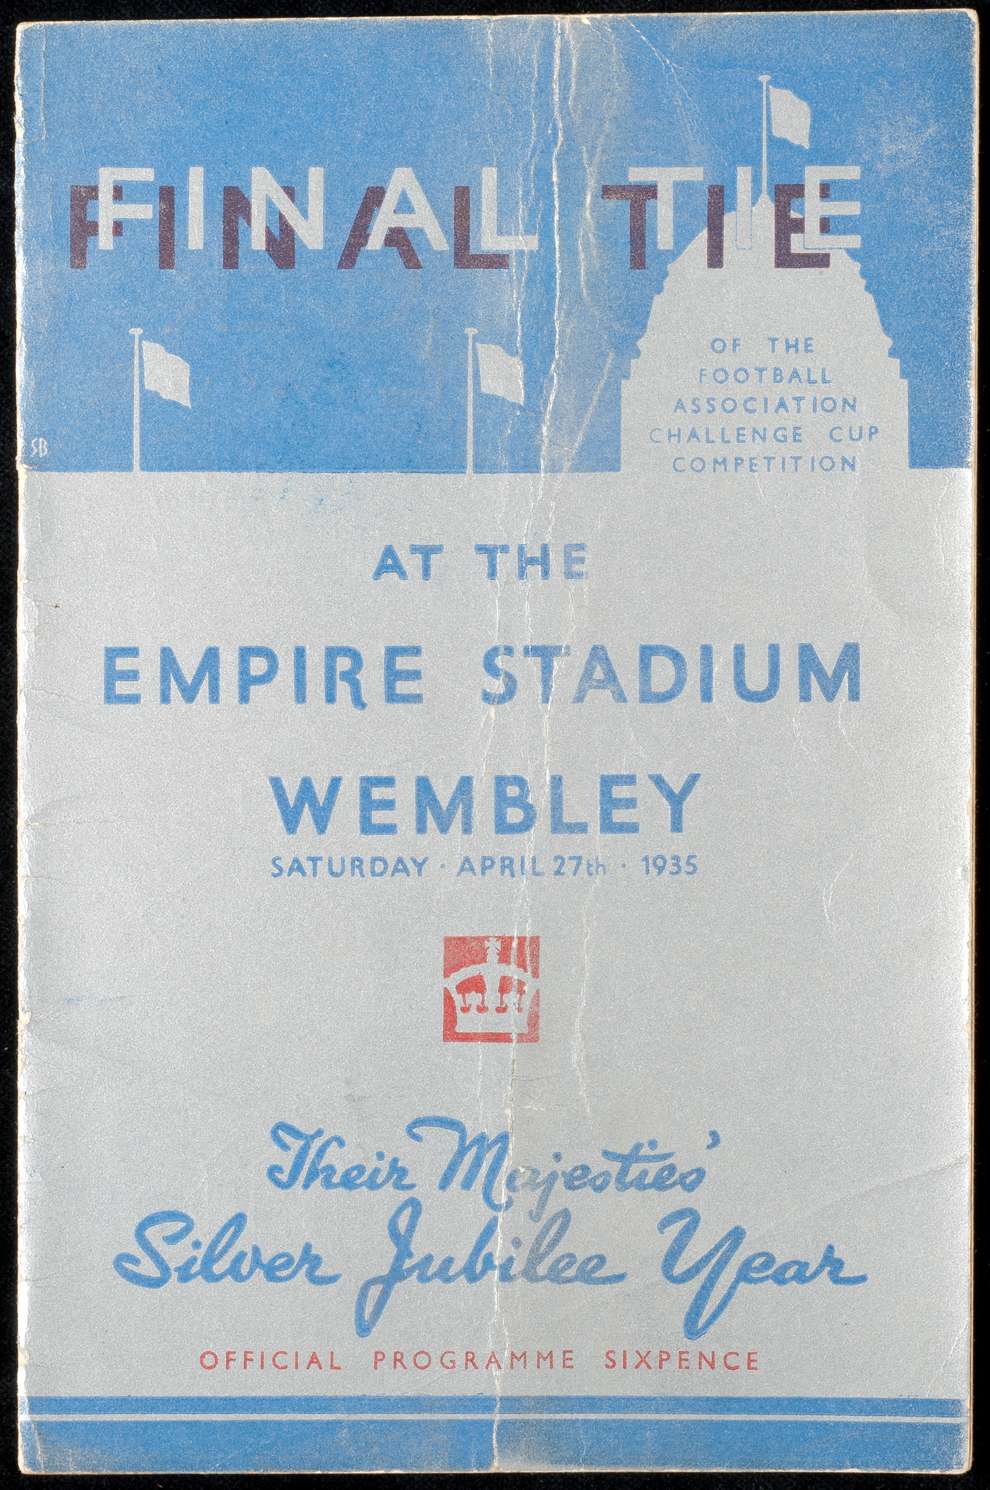 FINAL TIE
OF THE
FOOTBALL
ASSOCIATION
CHALLENGE CUP
COMPETITION
SB
AT THE
EMPIRE STADIUM
WEMBLEY
SATURDAY · APRIL 27th · 1935
Their Majesties'
Silver Jubilee Year
OFFICIAL PROGRAMME SIXPENCE